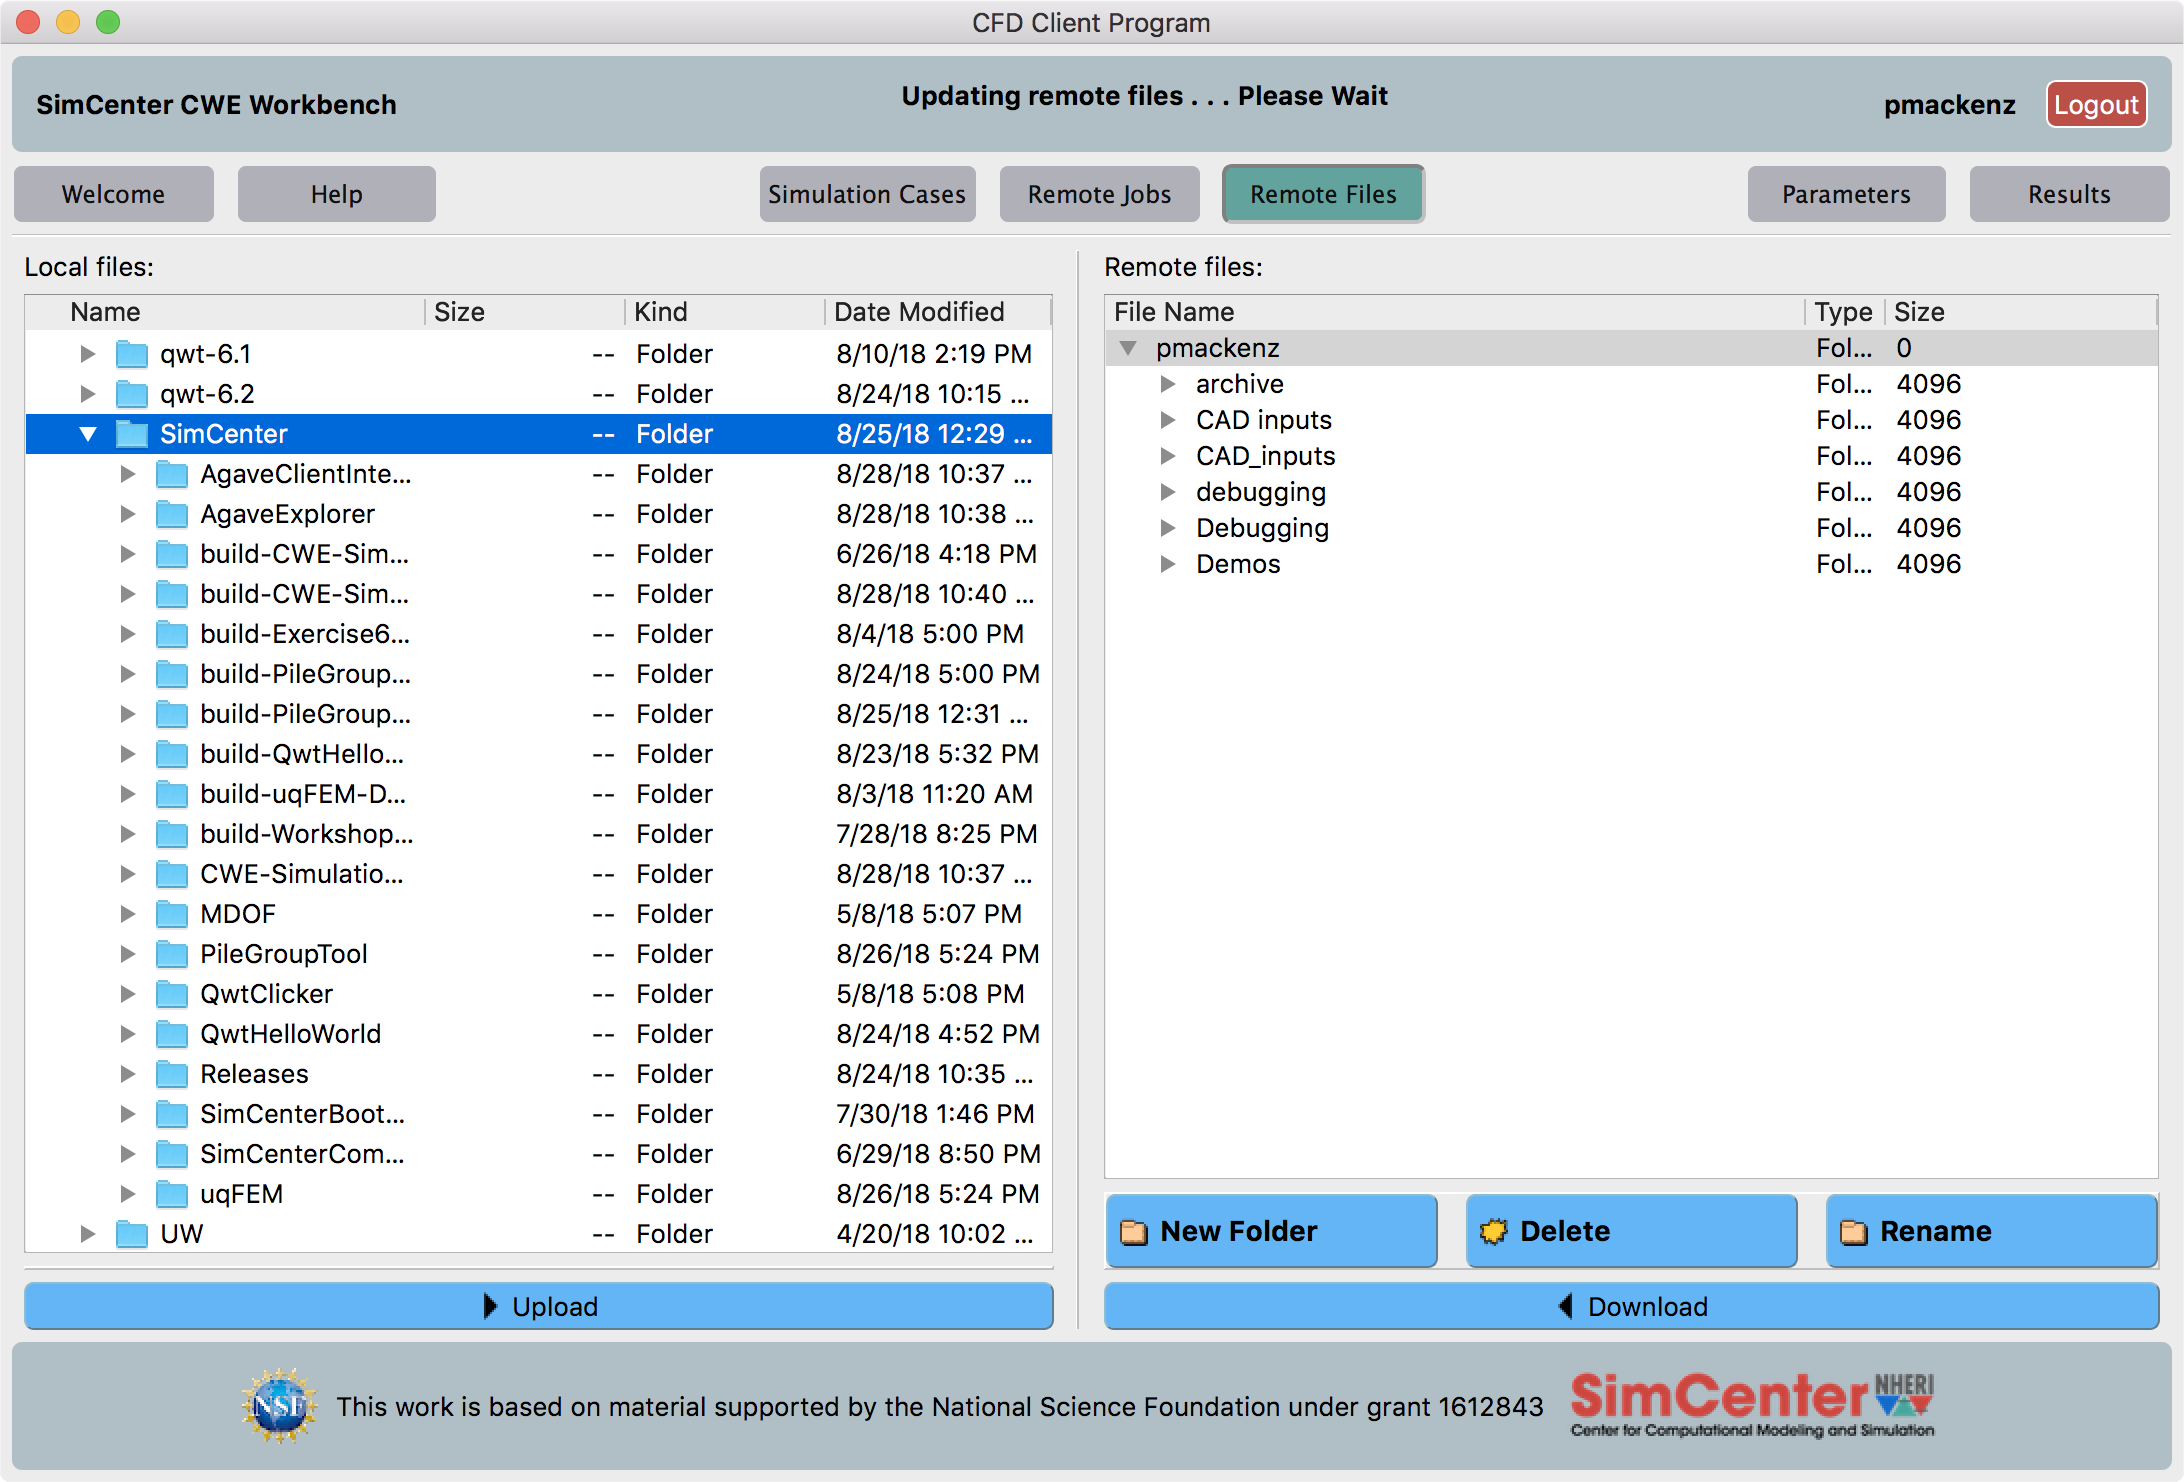 CFD Client Program
SimCenter CWE Workbench
Updating remote files . . . Please Wait
pmackenz
Logout
Welcome
Help
Simulation Cases
Remote Jobs
Remote Files
Parameters
Results
Local files:
Name Size Kind Date Modified
qwt-6.1 -- Folder 8/10/18 2:19 PM
qwt-6.2 -- Folder 8/24/18 10:15 ...
SimCenter -- Folder 8/25/18 12:29 ...
AgaveClientInte... -- Folder 8/28/18 10:37 ...
AgaveExplorer -- Folder 8/28/18 10:38 ...
build-CWE-Sim... -- Folder 6/26/18 4:18 PM
build-CWE-Sim... -- Folder 8/28/18 10:40 ...
build-Exercise6... -- Folder 8/4/18 5:00 PM
build-PileGroup... -- Folder 8/24/18 5:00 PM
build-PileGroup... -- Folder 8/25/18 12:31 ...
build-QwtHello... -- Folder 8/23/18 5:32 PM
build-uqFEM-D... -- Folder 8/3/18 11:20 AM
build-Workshop... -- Folder 7/28/18 8:25 PM
CWE-Simulatio... -- Folder 8/28/18 10:37 ...
MDOF -- Folder 5/8/18 5:07 PM
PileGroupTool -- Folder 8/26/18 5:24 PM
QwtClicker -- Folder 5/8/18 5:08 PM
QwtHelloWorld -- Folder 8/24/18 4:52 PM
Releases -- Folder 8/24/18 10:35 ...
SimCenterBoot... -- Folder 7/30/18 1:46 PM
SimCenterCom... -- Folder 6/29/18 8:50 PM
uqFEM -- Folder 8/26/18 5:24 PM
UW -- Folder 4/20/18 10:02 ...
Upload
Remote files:
File Name Type Size
pmackenz Fol... 0
archive Fol... 4096
CAD inputs Fol... 4096
CAD_inputs Fol... 4096
debugging Fol... 4096
Debugging Fol... 4096
Demos Fol... 4096
New Folder
Delete
Rename
Download
NSF
This work is based on material supported by the National Science Foundation under grant 1612843
SimCenter NHERI
Center for Computational Modeling and Simulation